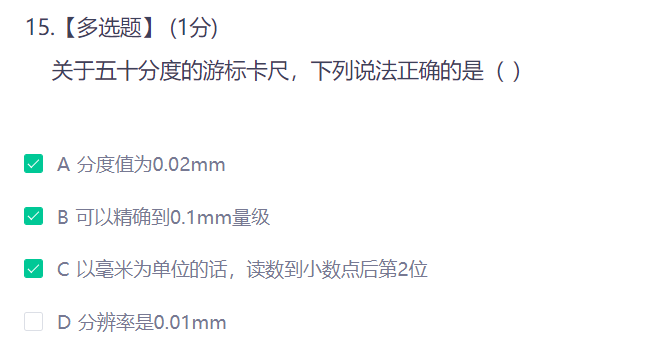 15.【多选题】 (1分)
关于五十分度的游标卡尺，下列说法正确的是（ ）
A 分度值为0.02mm
B 可以精确到0.1mm量级
C 以毫米为单位的话，读数到小数点后第2位
D 分辨率是0.01mm